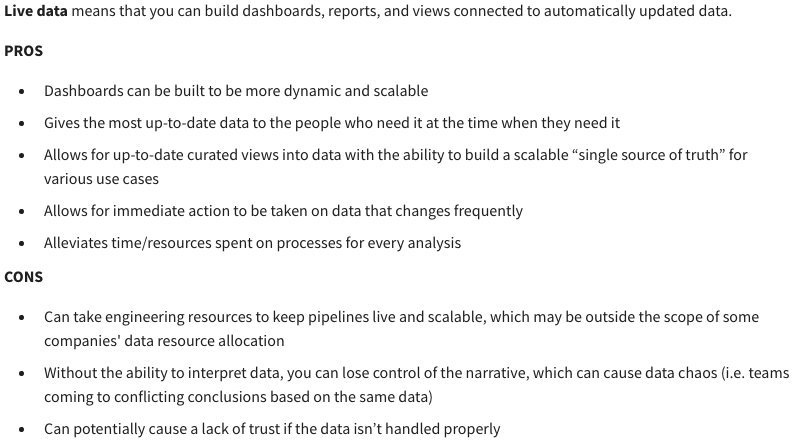 Live data means that you can build dashboards, reports, and views connected to automatically updated data.
PROS
• Dashboards can be built to be more dynamic and scalable
• Gives the most up-to-date data to the people who need it at the time when they need it
• Allows for up-to-date curated views into data with the ability to build a scalable “single source of truth” for
various use cases
• Allows for immediate action to be taken on data that changes frequently
• Alleviates time/resources spent on processes for every analysis
CONS
• Can take engineering resources to keep pipelines live and scalable, which may be outside the scope of some
companies' data resource allocation
• Without the ability to interpret data, you can lose control of the narrative, which can cause data chaos (i.e. teams
coming to conflicting conclusions based on the same data)
• Can potentially cause a lack of trust if the data isn’t handled properly